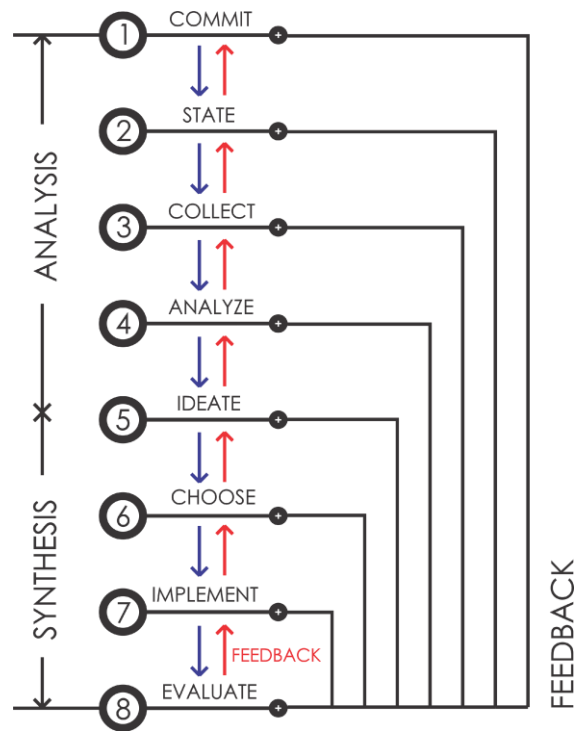 1 COMMIT
2 STATE
3 COLLECT
4 ANALYZE
5 IDEATE
6 CHOOSE
7 IMPLEMENT
FEEDBACK
8 EVALUATE
ANALYSIS
SYNTHESIS
FEEDBACK